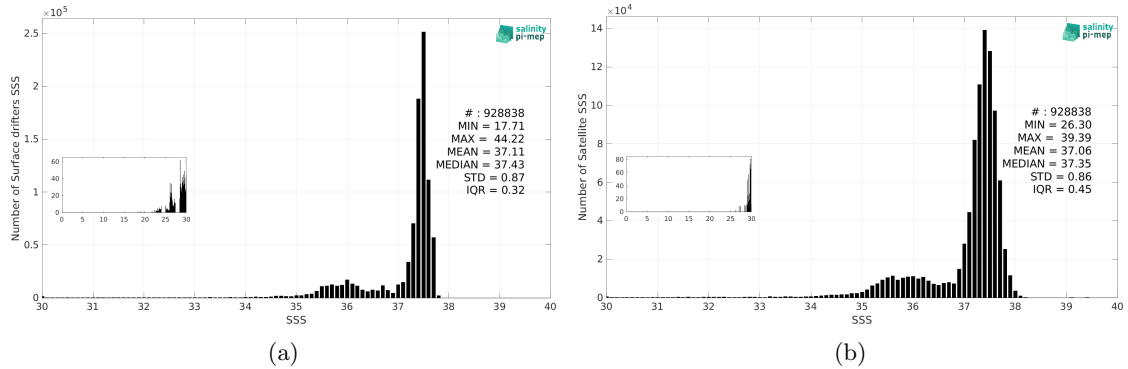 ×10⁵
2.5
2
1.5
1
0.5
0
Number of Surface drifters SSS
salinity
pi-mep
# : 928838
MIN = 17.71
MAX = 44.22
MEAN = 37.11
MEDIAN = 37.43
STD = 0.87
IQR = 0.32
60
40
20
0
0 5 10 15 20 25 30
30 31 32 33 34 35 36 37 38 39 40
SSS
(a)
×10⁴
14
12
10
8
6
4
2
0
Number of Satellite SSS
salinity
pi-mep
# : 928838
MIN = 26.30
MAX = 39.39
MEAN = 37.06
MEDIAN = 37.35
STD = 0.86
IQR = 0.45
80
60
40
20
0
0 5 10 15 20 25 30
30 31 32 33 34 35 36 37 38 39 40
SSS
(b)